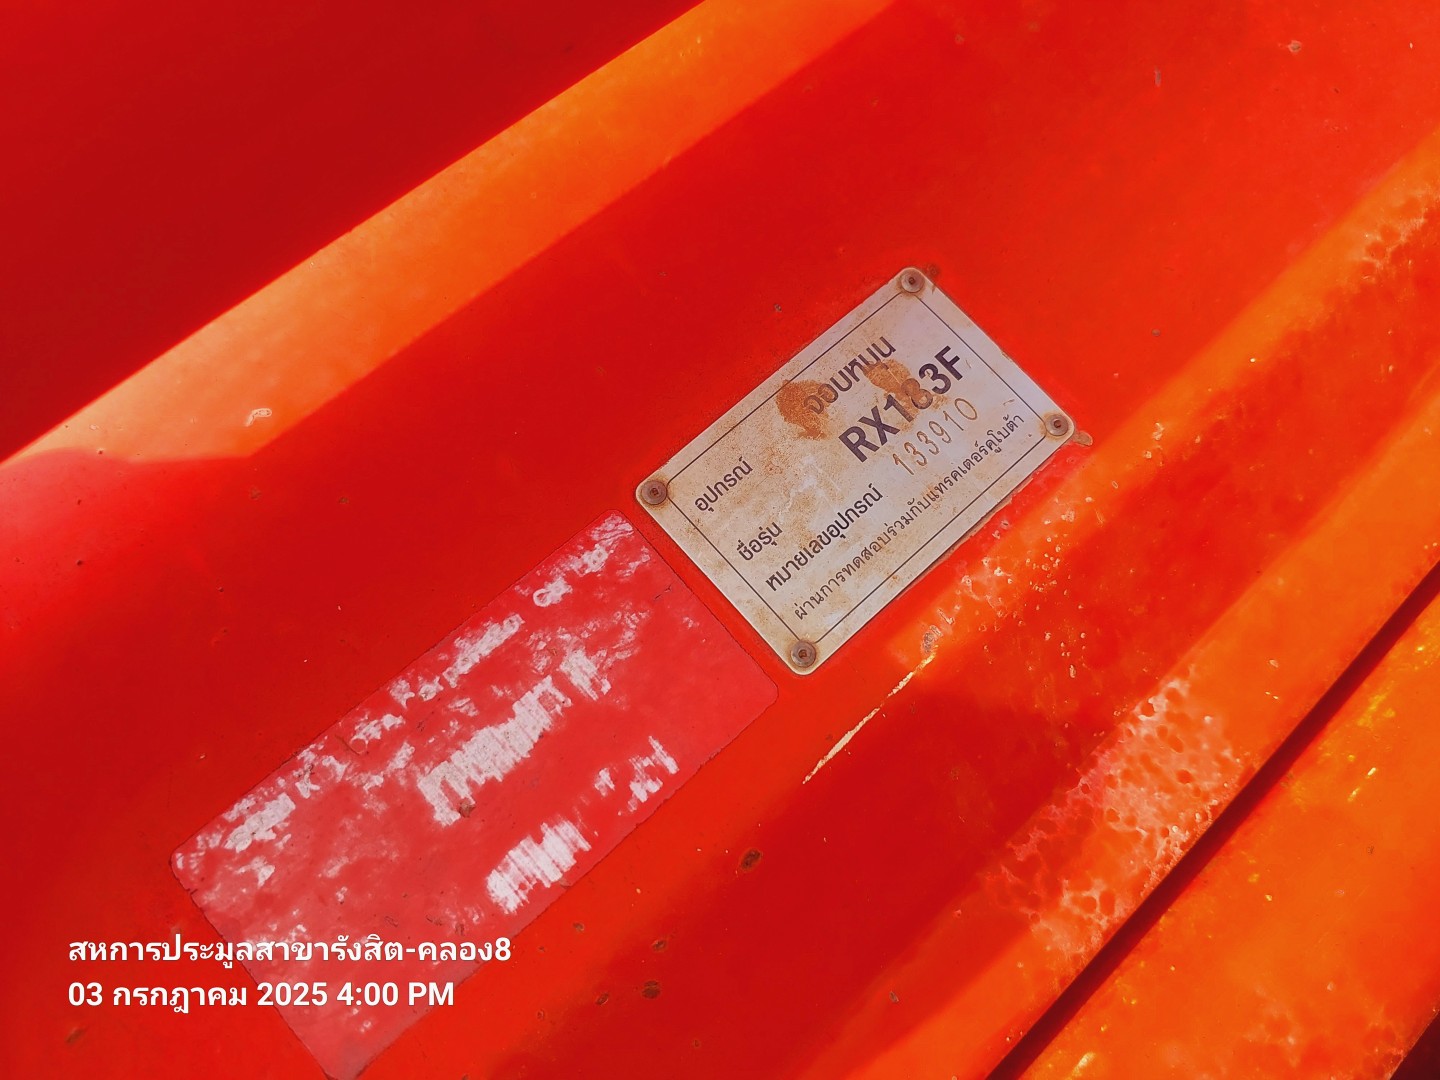 อุปกรณ์ จอบหมุน
ชื่อรุ่น RX183F
หมายเลขอุปกรณ์ 133910
ผ่านการทดสอบร่วมกับแทรคเตอร์คูโบต้า
สหการประมูลสาขารังสิต-คลอง8
03 กรกฎาคม 2025 4:00 PM